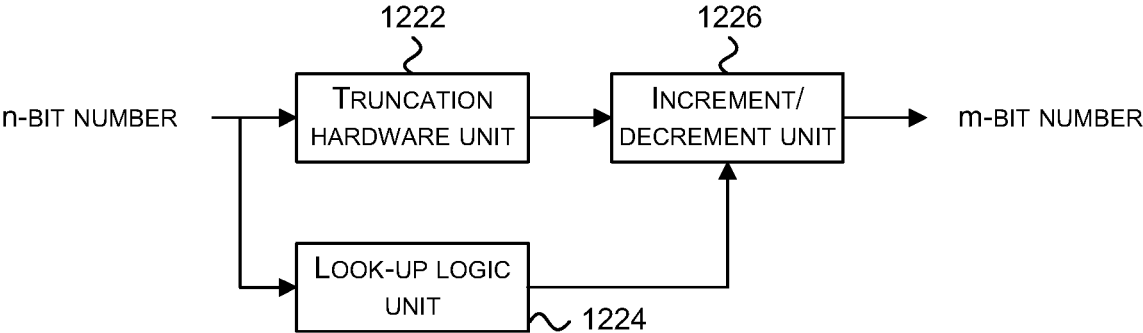 1222
1226
n-BIT NUMBER
TRUNCATION
HARDWARE UNIT
INCREMENT/
DECREMENT UNIT
m-BIT NUMBER
LOOK-UP LOGIC
UNIT
1224